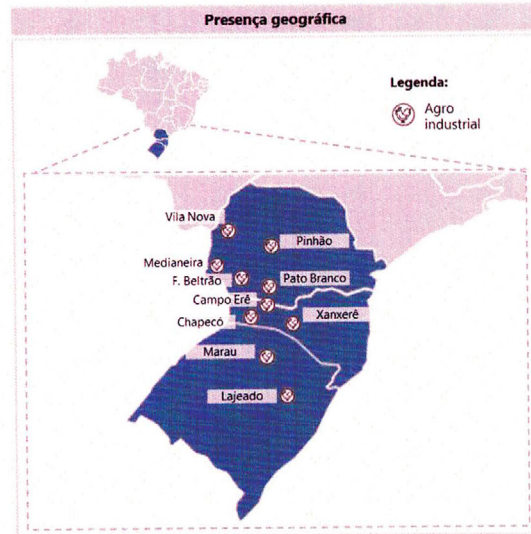 Presença geográfica
Legenda:
Agro
industrial
Vila Nova
Pinhão
Medianeira
F. Beltrão
Pato Branco
Campo Erê
Xanxerê
Chapecó
Marau
Lajeado